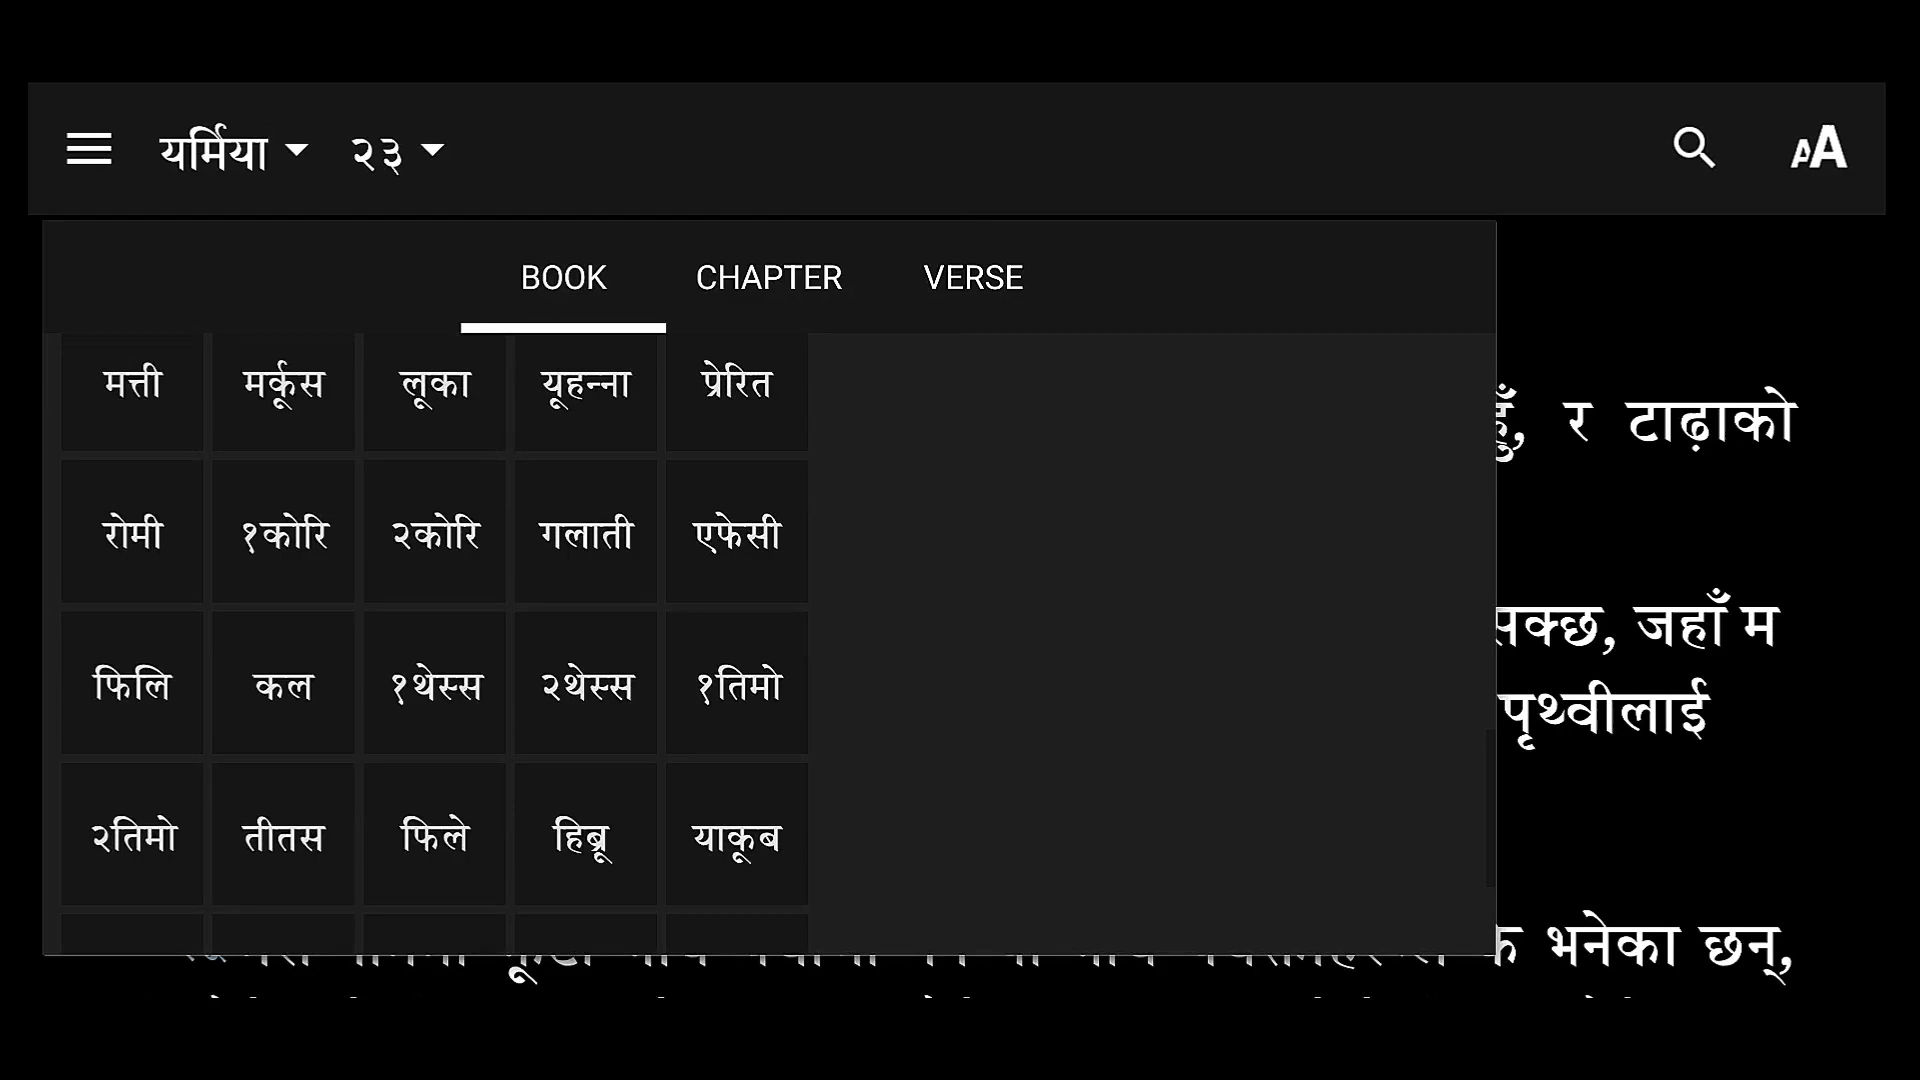 यर्मिया २३
BOOK CHAPTER VERSE
मत्ती मर्कूस लूका यूहन्ना प्रेरित
हुँ, र टाढ़ाको
रोमी १कोरि २कोरि गलाती एफेसी
सक्छ, जहाँ म
फिलि कल १थेस्स २थेस्स १तिमो
पृथ्वीलाई
२तिमो तीतस फिले हिब्रू याकूब
भनेका छन्,